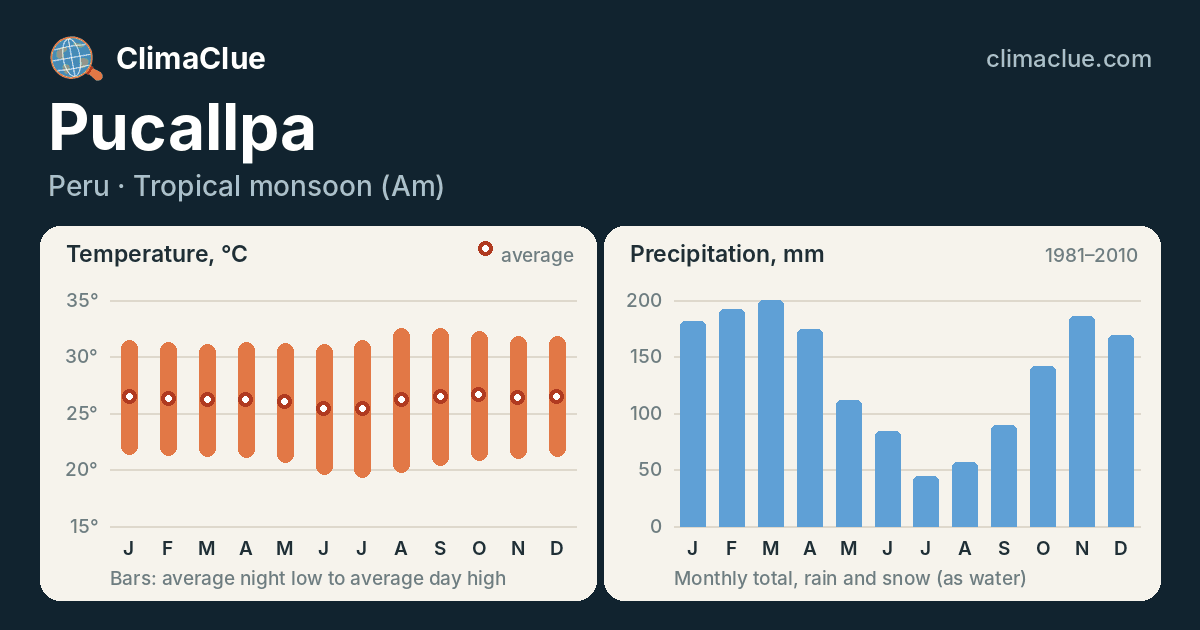 ClimaClue
climaclue.com
Pucallpa
Peru · Tropical monsoon (Am)
Temperature, °C
average
35°
30°
25°
20°
15°
J F M A M J J A S O N D
Bars: average night low to average day high
Precipitation, mm
1981–2010
200
150
100
50
0
J F M A M J J A S O N D
Monthly total, rain and snow (as water)